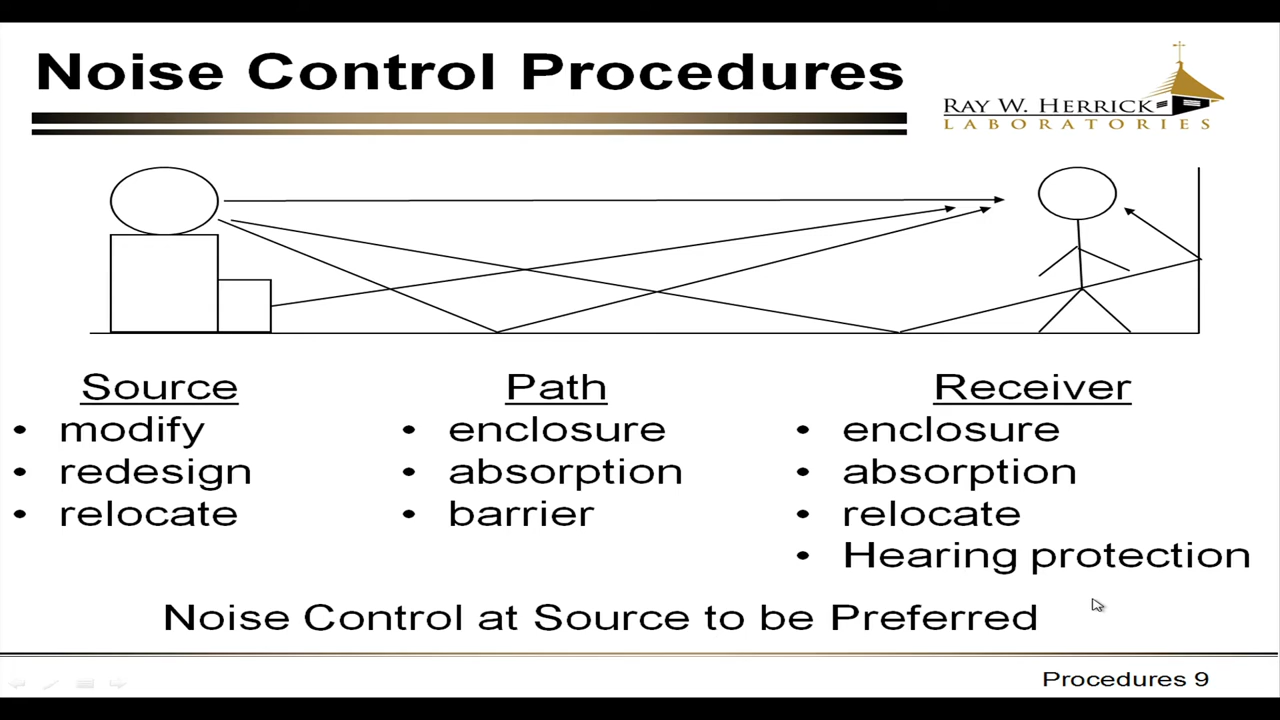 Noise Control Procedures
RAY W. HERRICK
LABORATORIES
Source
• modify
• redesign
• relocate
Path
• enclosure
• absorption
• barrier
Receiver
• enclosure
• absorption
• relocate
• Hearing protection
Noise Control at Source to be Preferred
Procedures 9